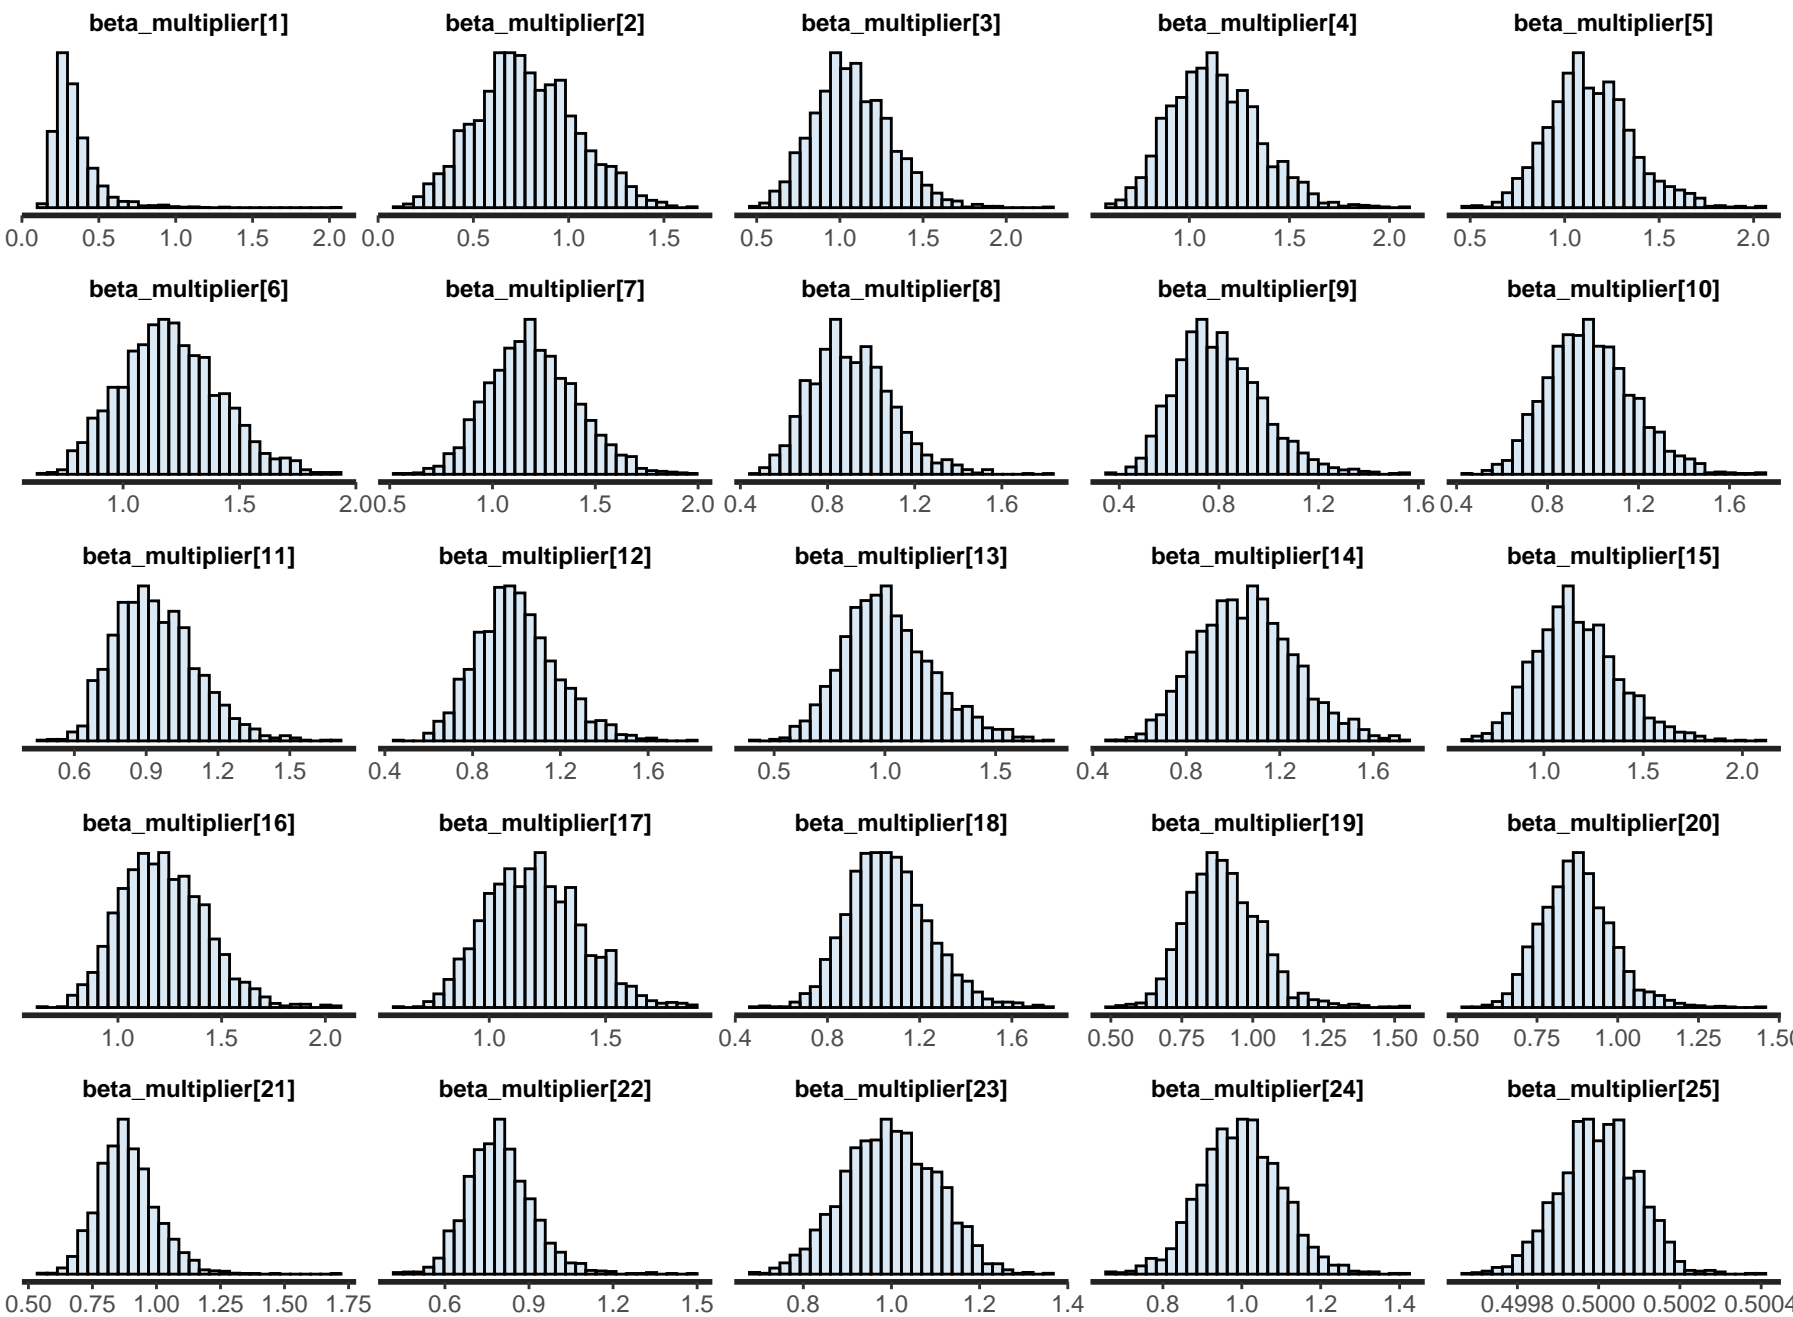 beta_multiplier[1] beta_multiplier[2] beta_multiplier[3] beta_multiplier[4] beta_multiplier[5]
0.0 0.5 1.0 1.5 2.0 0.0 0.5 1.0 1.5 0.5 1.0 1.5 2.0 1.0 1.5 2.0 0.5 1.0 1.5 2.0
beta_multiplier[6] beta_multiplier[7] beta_multiplier[8] beta_multiplier[9] beta_multiplier[10]
1.0 1.5 2.0 0.5 1.0 1.5 2.0 0.4 0.8 1.2 1.6 0.4 0.8 1.2 1.6 0.4 0.8 1.2 1.6
beta_multiplier[11] beta_multiplier[12] beta_multiplier[13] beta_multiplier[14] beta_multiplier[15]
0.6 0.9 1.2 1.5 0.4 0.8 1.2 1.6 0.5 1.0 1.5 0.4 0.8 1.2 1.6 1.0 1.5 2.0
beta_multiplier[16] beta_multiplier[17] beta_multiplier[18] beta_multiplier[19] beta_multiplier[20]
1.0 1.5 2.0 1.0 1.5 0.4 0.8 1.2 1.6 0.50 0.75 1.00 1.25 1.50 0.50 0.75 1.00 1.25 1.50
beta_multiplier[21] beta_multiplier[22] beta_multiplier[23] beta_multiplier[24] beta_multiplier[25]
0.50 0.75 1.00 1.25 1.50 1.75 0.6 0.9 1.2 1.5 0.8 1.0 1.2 1.4 0.8 1.0 1.2 1.4 0.4998 0.5000 0.5002 0.5004